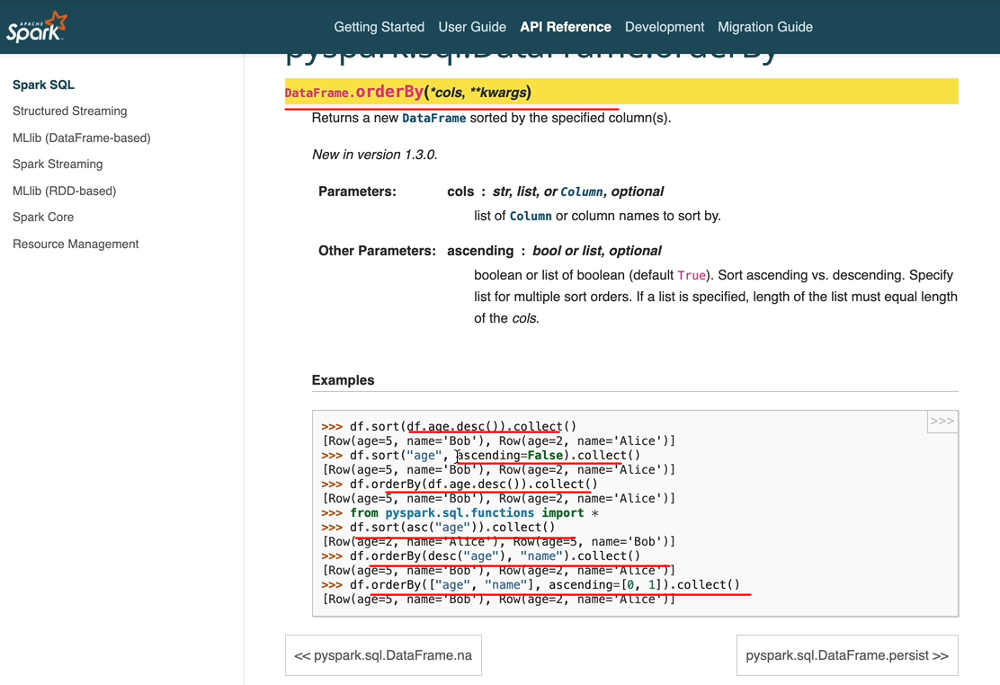 APACHE
Spark
Getting Started User Guide API Reference Development Migration Guide
Spark SQL
Structured Streaming
MLlib (DataFrame-based)
Spark Streaming
MLlib (RDD-based)
Spark Core
Resource Management
pyspark.sql.DataFrame.orderBy
DataFrame.orderBy(*cols, **kwargs)
Returns a new DataFrame sorted by the specified column(s).
New in version 1.3.0.
Parameters: cols : str, list, or Column, optional
list of Column or column names to sort by.
Other Parameters: ascending : bool or list, optional
boolean or list of boolean (default True). Sort ascending vs. descending. Specify
list for multiple sort orders. If a list is specified, length of the list must equal length
of the cols.
Examples
>>>
>>> df.sort(df.age.desc()).collect()
[Row(age=5, name='Bob'), Row(age=2, name='Alice')]
>>> df.sort("age", ascending=False).collect()
[Row(age=5, name='Bob'), Row(age=2, name='Alice')]
>>> df.orderBy(df.age.desc()).collect()
[Row(age=5, name='Bob'), Row(age=2, name='Alice')]
>>> from pyspark.sql.functions import *
>>> df.sort(asc("age")).collect()
[Row(age=2, name='Alice'), Row(age=5, name='Bob')]
>>> df.orderBy(desc("age"), "name").collect()
[Row(age=5, name='Bob'), Row(age=2, name='Alice')]
>>> df.orderBy(["age", "name"], ascending=[0, 1]).collect()
[Row(age=5, name='Bob'), Row(age=2, name='Alice')]
<< pyspark.sql.DataFrame.na
pyspark.sql.DataFrame.persist >>